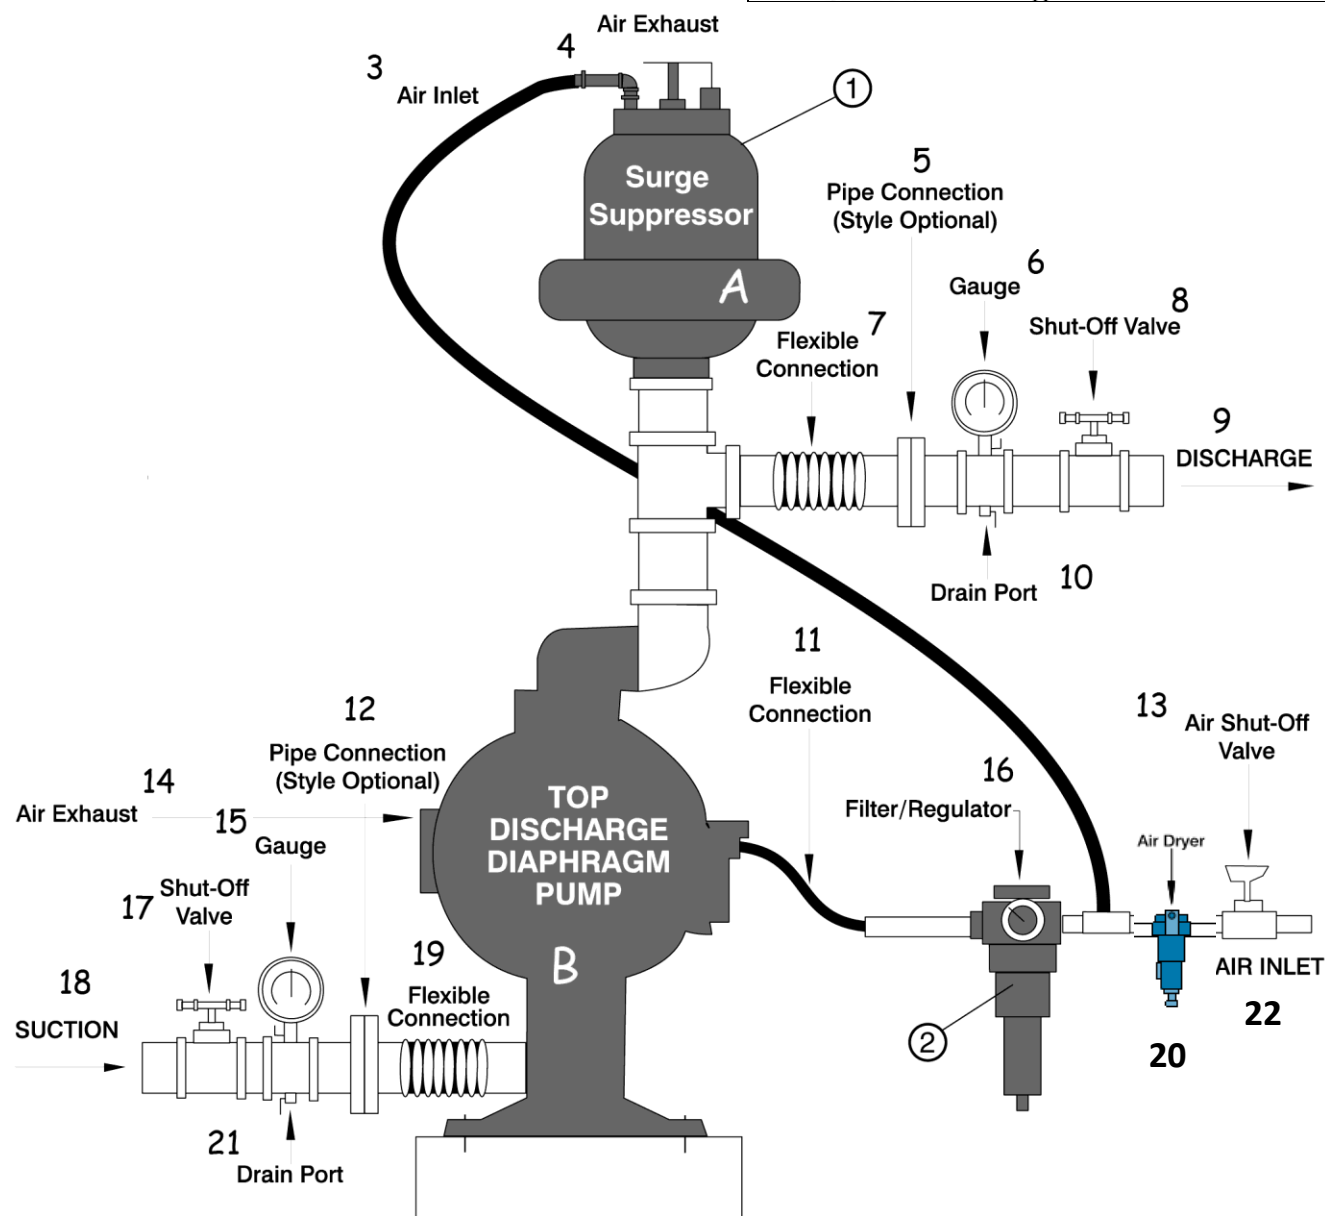 Air Exhaust
4
3
Air Inlet
1
Surge
Suppressor
A
5
Pipe Connection
(Style Optional)
6
Gauge
8
Shut-Off Valve
7
Flexible
Connection
9
DISCHARGE
10
Drain Port
11
Flexible
Connection
12
Pipe Connection
(Style Optional)
13
Air Shut-Off
Valve
14
Air Exhaust
15
Gauge
16
Filter/Regulator
TOP
DISCHARGE
DIAPHRAGM
PUMP
B
Air Dryer
17
Shut-Off
Valve
18
SUCTION
19
Flexible
Connection
AIR INLET
22
20
2
21
Drain Port